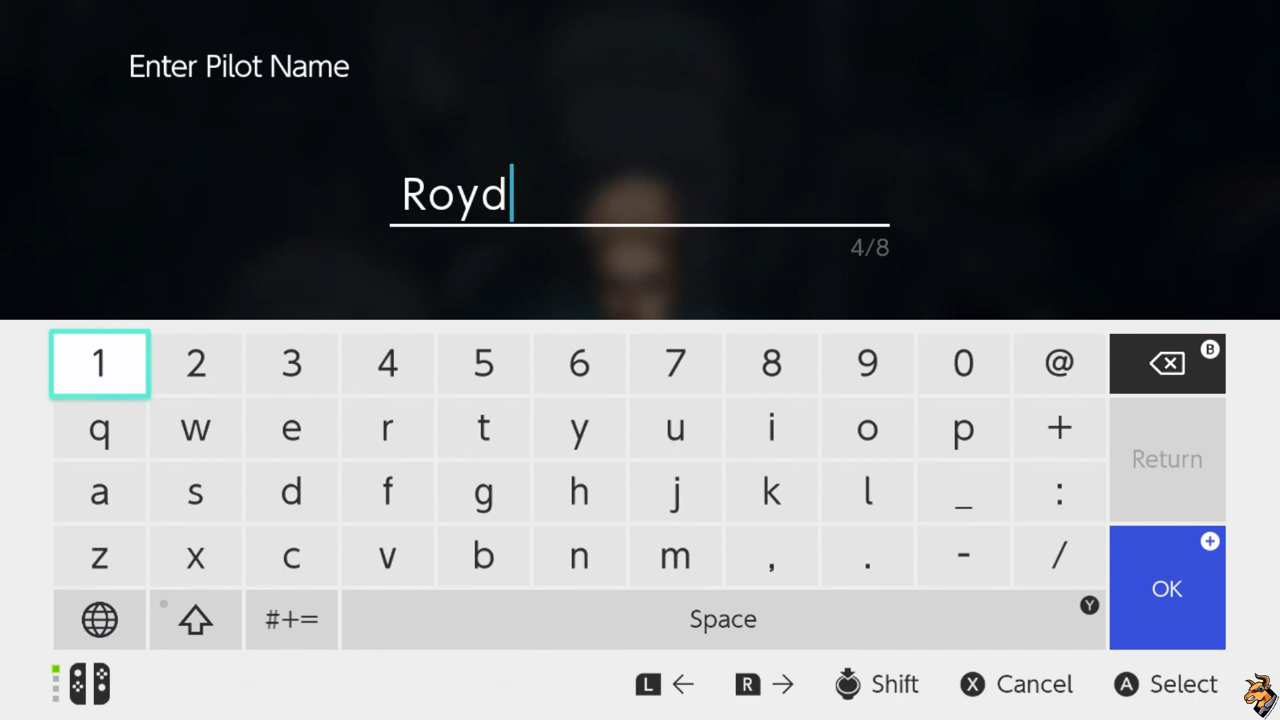 Enter Pilot Name
Royd
4/8
1 2 3 4 5 6 7 8 9 0 @ B
q w e r t y u i o p +
Return
a s d f g h j k l _ :
z x c v b n m , . - /
+
OK
#+= Space Y
L ← R → Shift X Cancel A Select